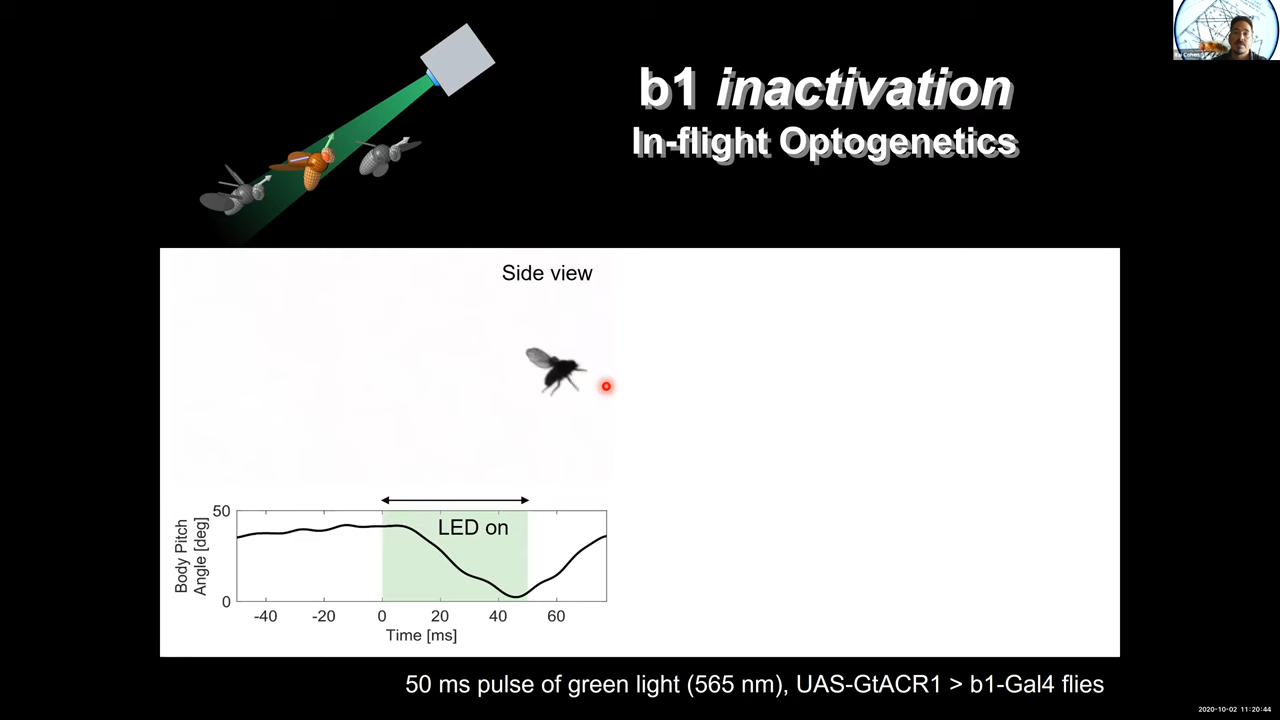 b1 inactivation
In-flight Optogenetics
Side view
LED on
Body Pitch
Angle [deg]
50
0
-40 -20 0 20 40 60
Time [ms]
50 ms pulse of green light (565 nm), UAS-GtACR1 > b1-Gal4 flies
Cohen
2020-10-02 11:20:44